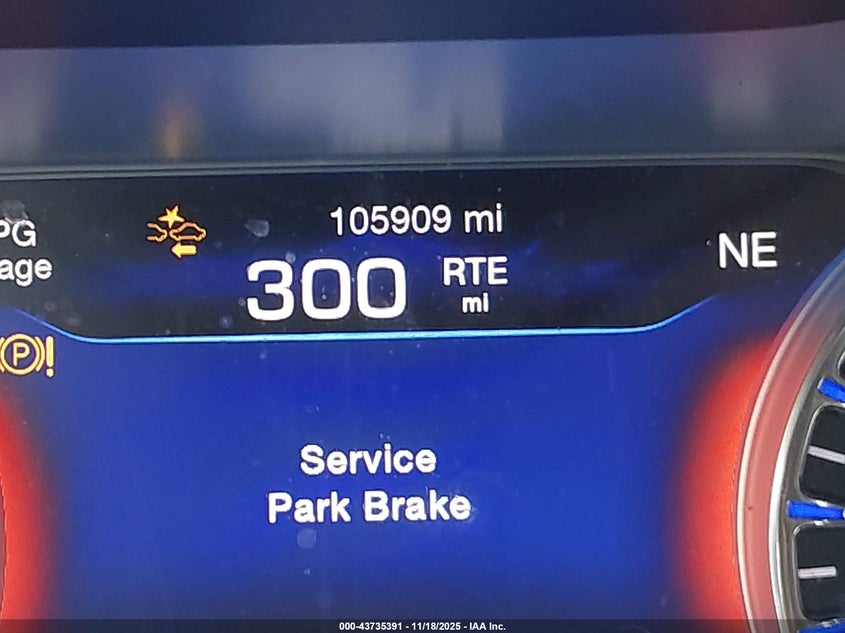 105909 mi
PG
age
300 RTE
mi
NE
(P)!
Service
Park Brake
000-43735391 - 11/18/2025 - IAA Inc.